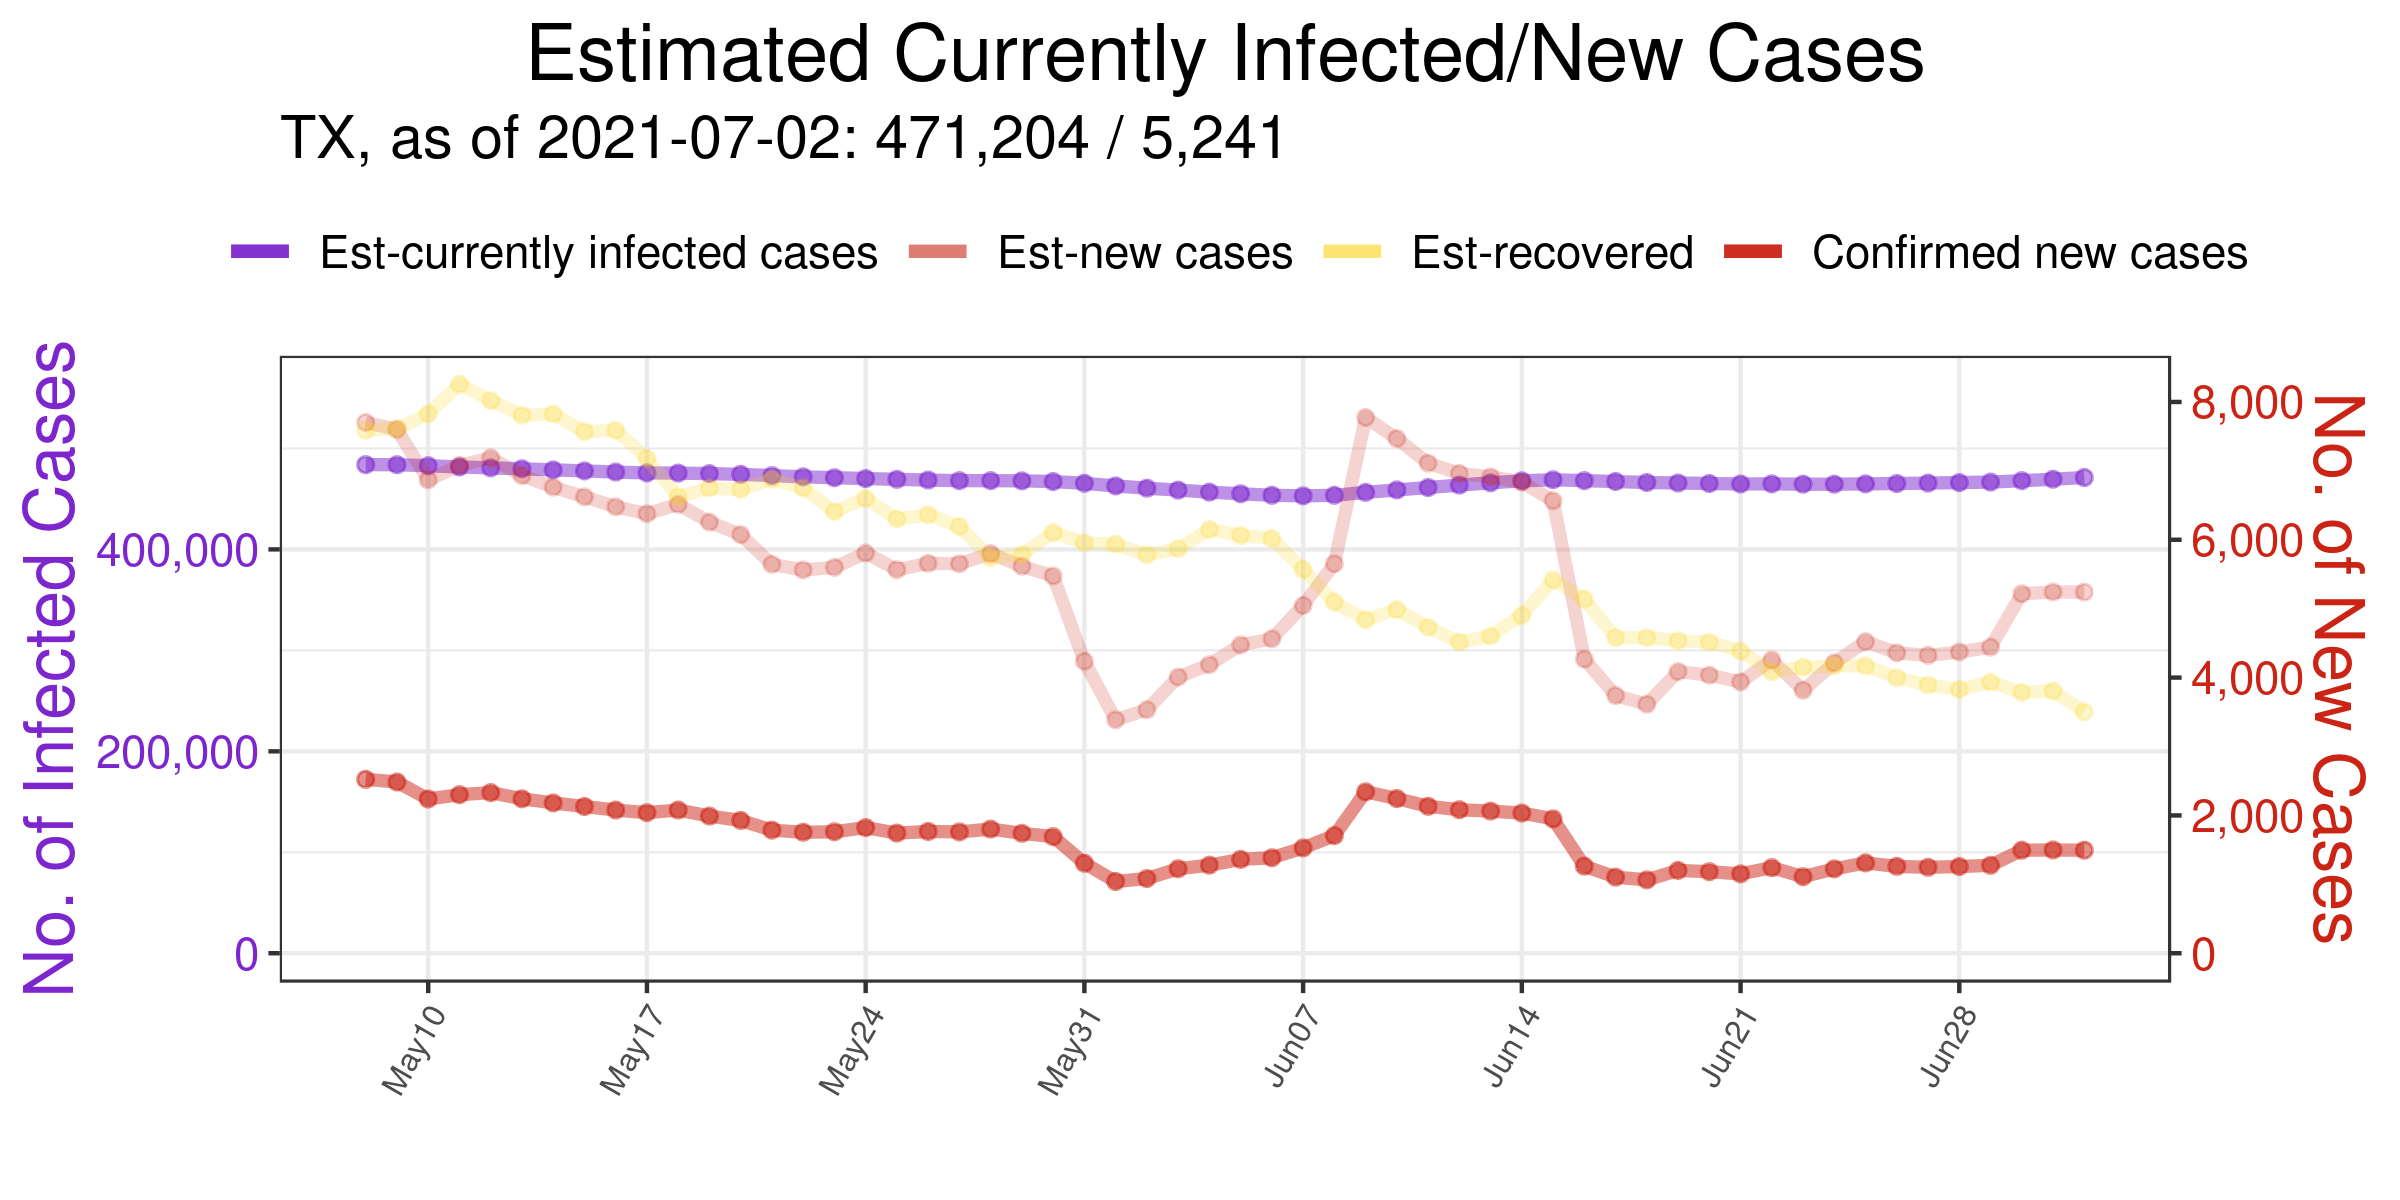 Estimated Currently Infected/New Cases
TX, as of 2021-07-02: 471,204 / 5,241
Est-currently infected cases Est-new cases Est-recovered Confirmed new cases
No. of Infected Cases
400,000
200,000
0
8,000
6,000
4,000
2,000
0
No. of New Cases
May10 May17 May24 May31 Jun07 Jun14 Jun21 Jun28